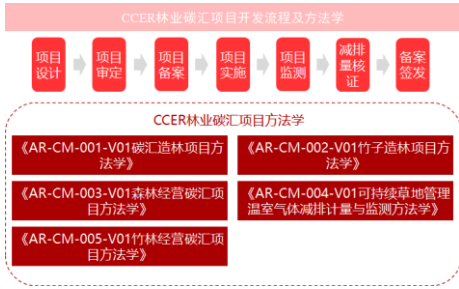 CCER林业碳汇项目开发流程及方法学
项目
设计
项目
审定
项目
备案
项目
实施
项目
监测
减排
量核
证
备案
签发
CCER林业碳汇项目方法学
《AR-CM-001-V01碳汇造林项目方
法学》
《AR-CM-002-V01竹子造林项目方
法学》
《AR-CM-003-V01森林经营碳汇项
目方法学》
《AR-CM-004-V01可持续草地管理
温室气体减排计量与监测方法学》
《AR-CM-005-V01竹林经营碳汇项
目方法学》